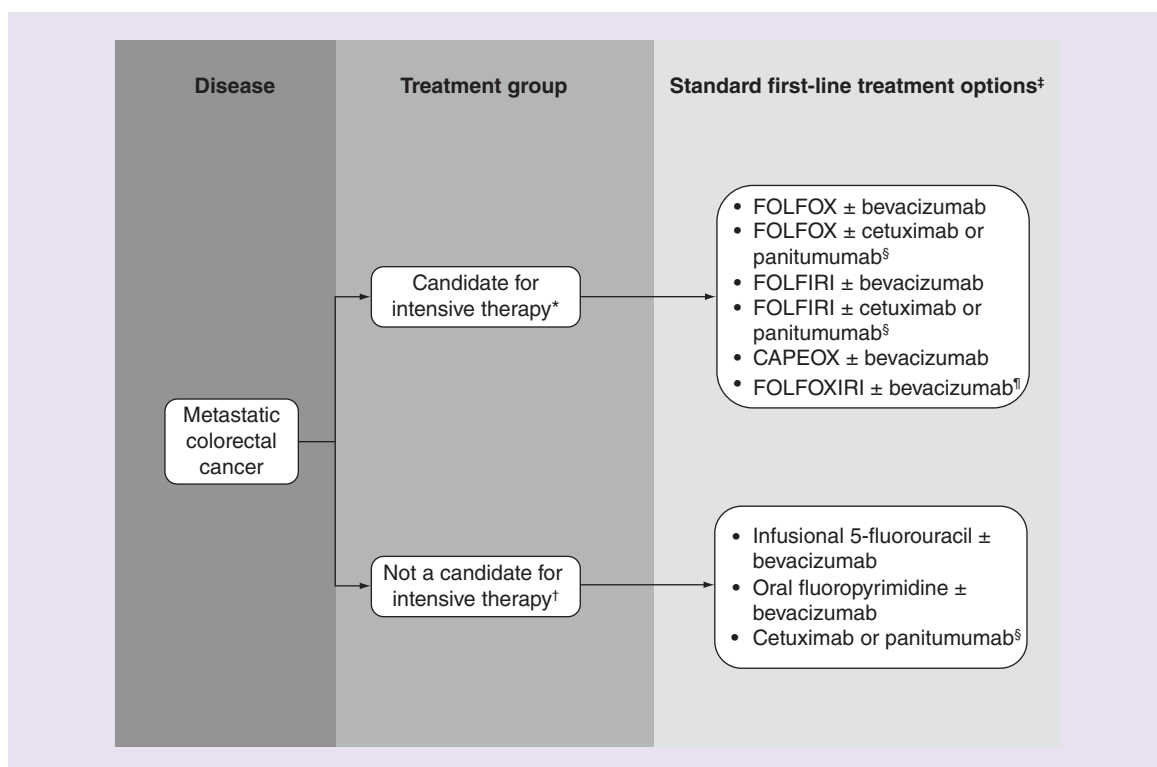 Disease
Treatment group
Standard first-line treatment options‡
• FOLFOX ± bevacizumab
• FOLFOX ± cetuximab or
panitumumab§
• FOLFIRI ± bevacizumab
• FOLFIRI ± cetuximab or
panitumumab§
• CAPEOX ± bevacizumab
• FOLFOXIRI ± bevacizumab¶
Candidate for
intensive therapy*
Metastatic
colorectal
cancer
Not a candidate for
intensive therapy†
• Infusional 5-fluorouracil ±
bevacizumab
• Oral fluoropyrimidine ±
bevacizumab
• Cetuximab or panitumumab§